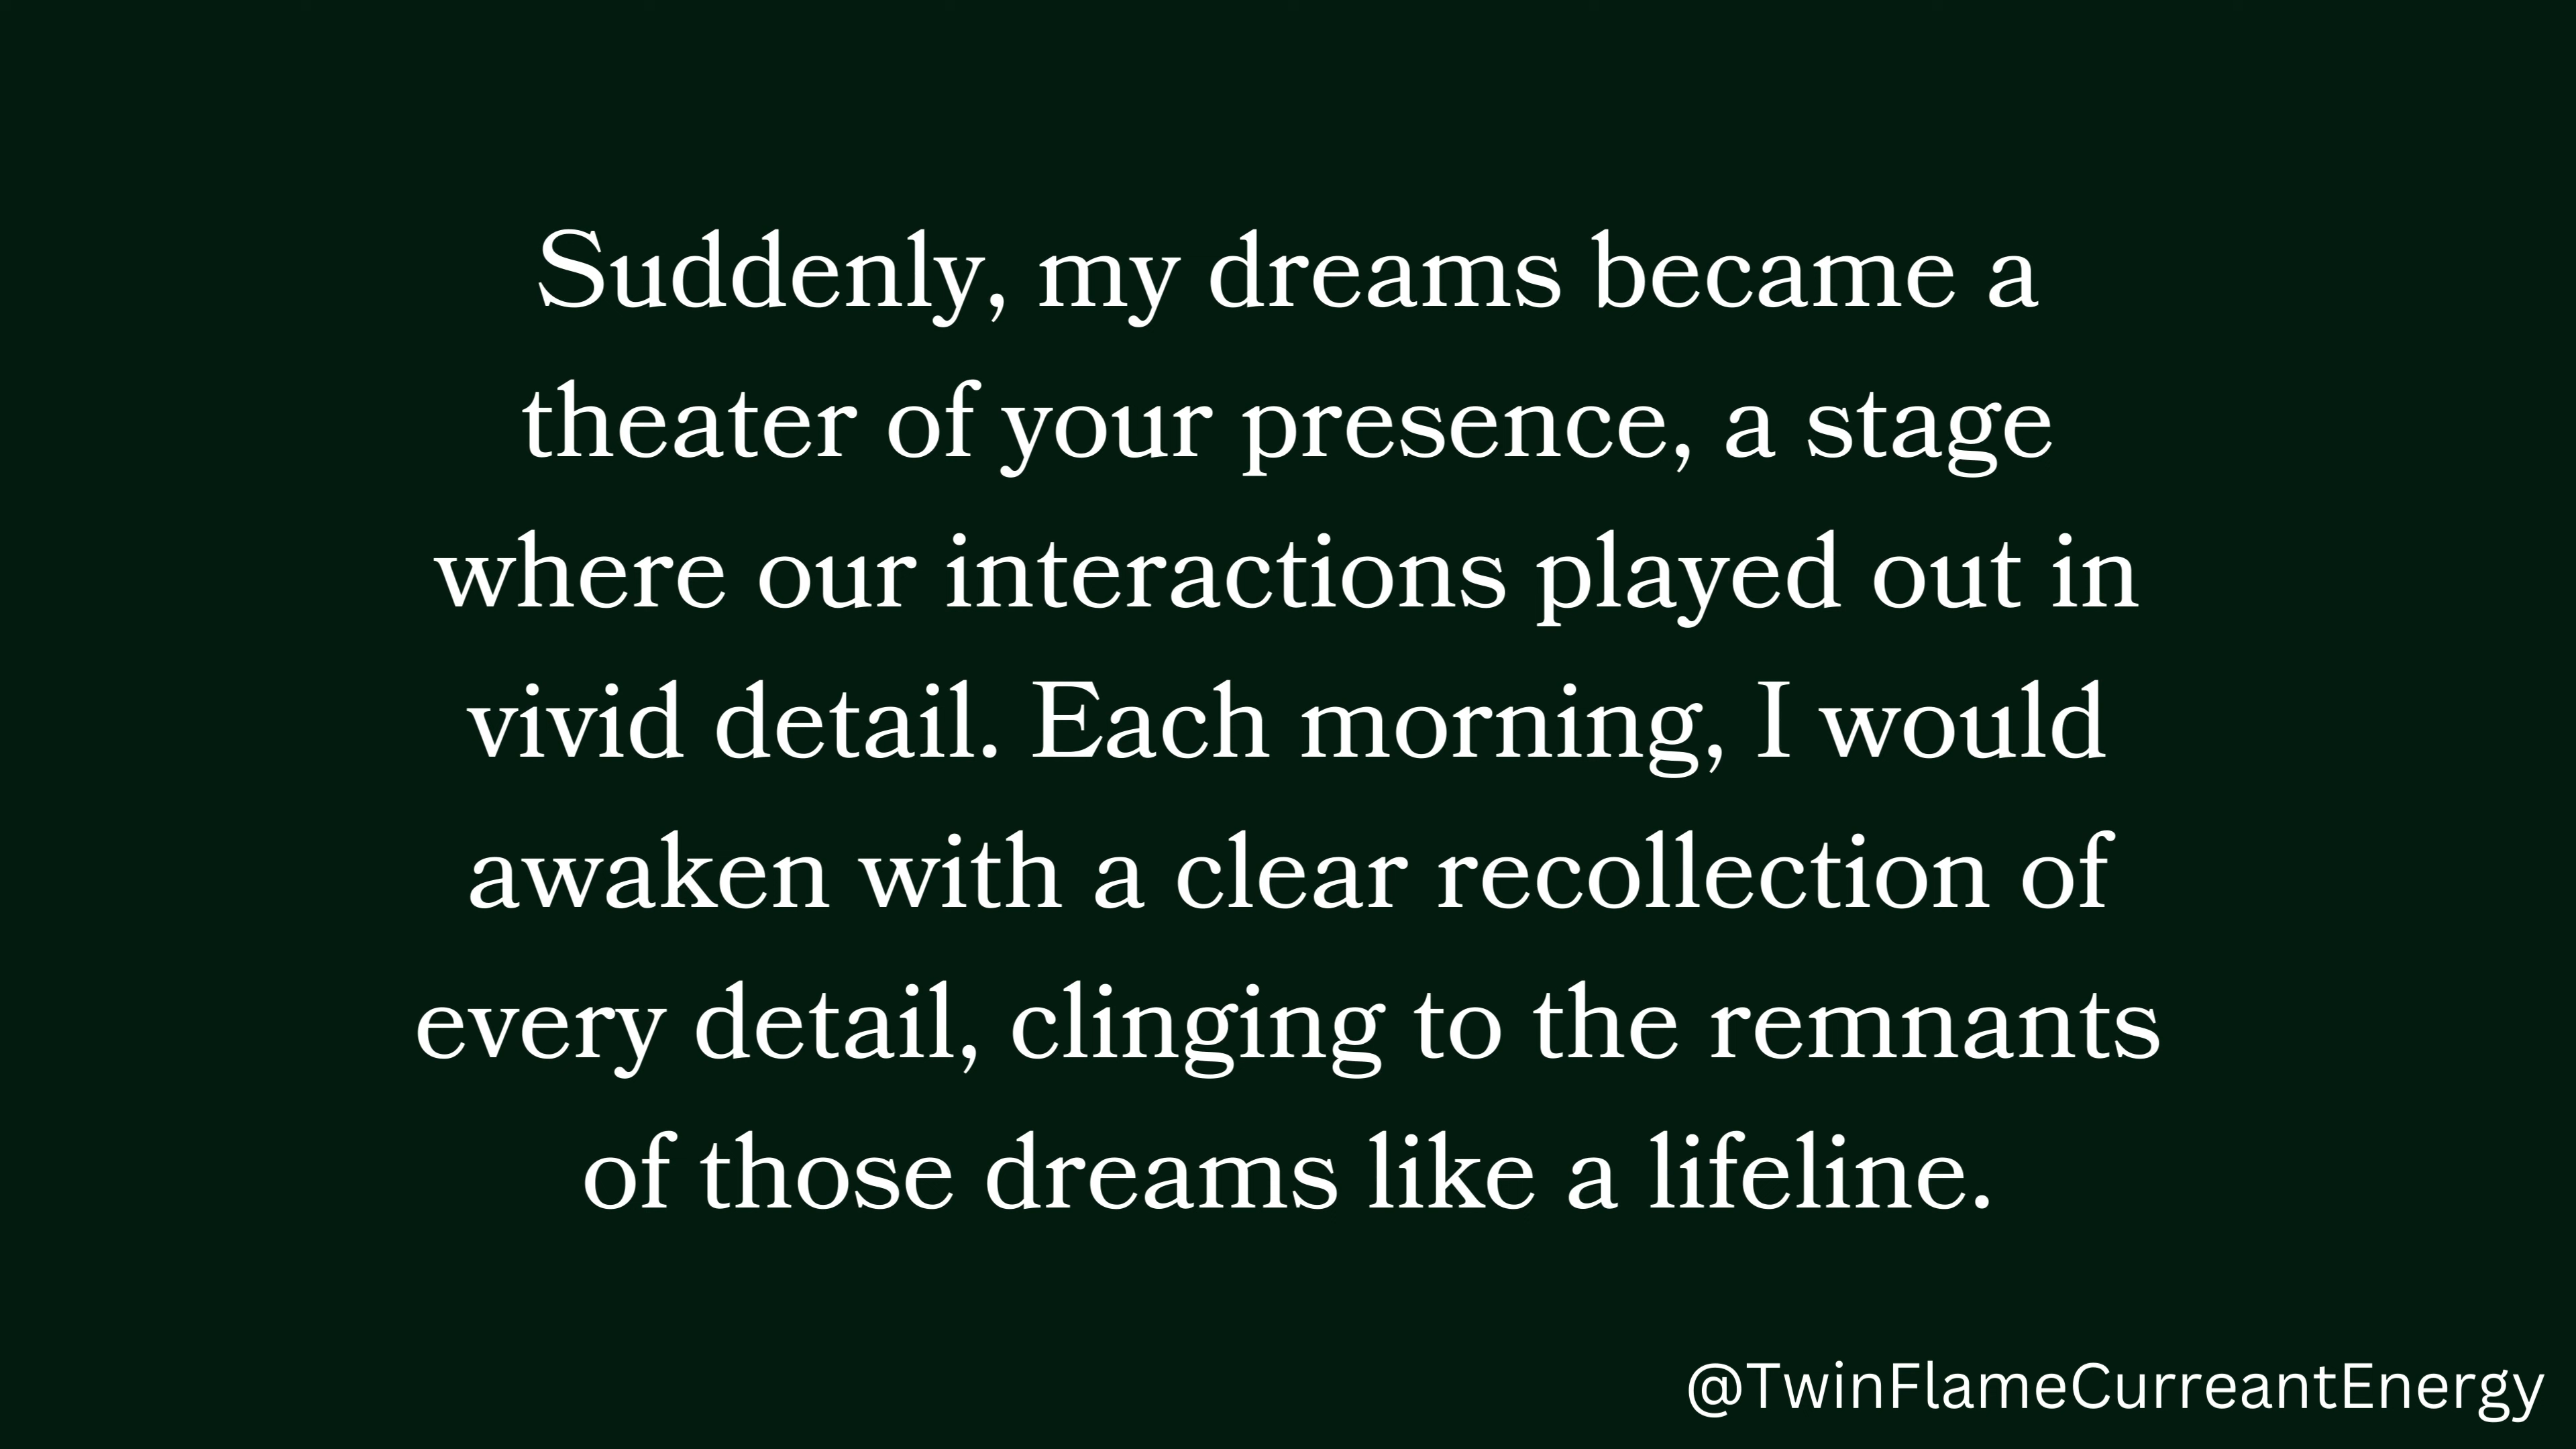 Suddenly, my dreams became a
theater of your presence, a stage
where our interactions played out in
vivid detail. Each morning, I would
awaken with a clear recollection of
every detail, clinging to the remnants
of those dreams like a lifeline.
@TwinFlameCurreantEnergy